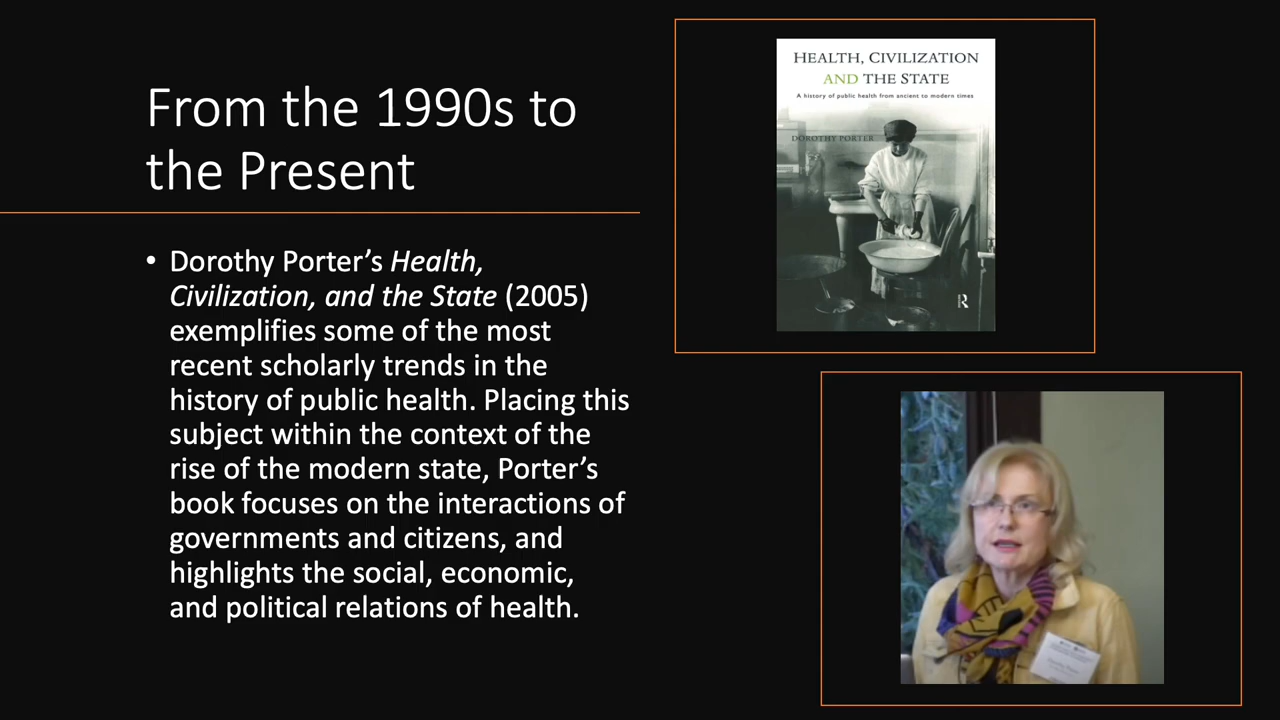 From the 1990s to
the Present
• Dorothy Porter’s Health,
Civilization, and the State (2005)
exemplifies some of the most
recent scholarly trends in the
history of public health. Placing this
subject within the context of the
rise of the modern state, Porter’s
book focuses on the interactions of
governments and citizens, and
highlights the social, economic,
and political relations of health.
HEALTH, CIVILIZATION
AND THE STATE
A history of public health from ancient to modern times
DOROTHY PORTER
R